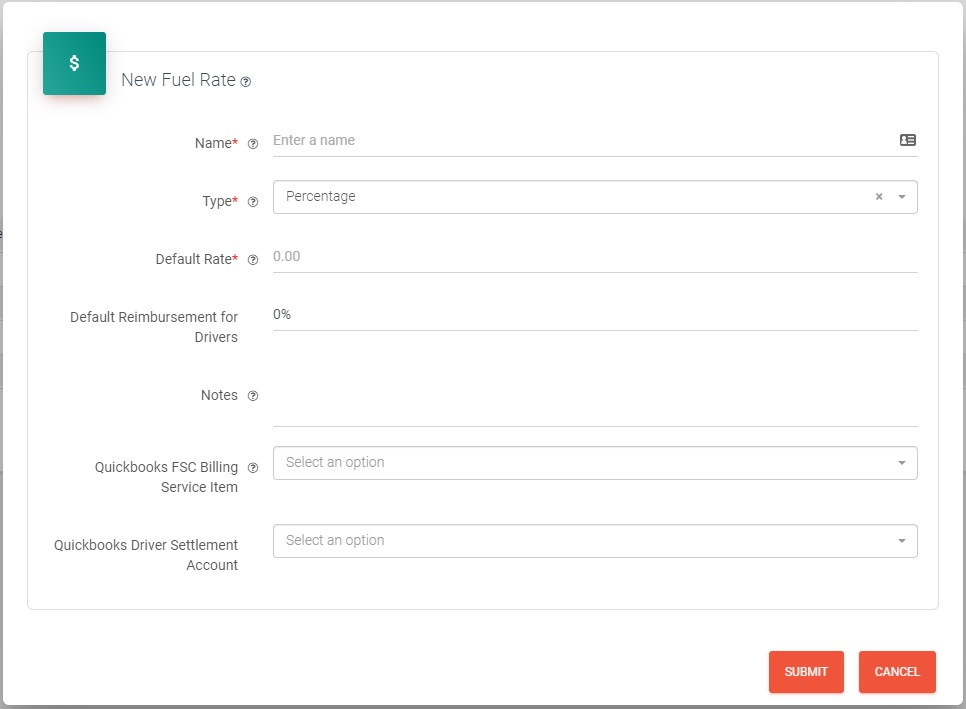 $
New Fuel Rate ?
Name* ? Enter a name
Type* ? Percentage ×
Default Rate* ? 0.00
Default Reimbursement for 0%
Drivers
Notes ?
Quickbooks FSC Billing ? Select an option
Service Item
Quickbooks Driver Settlement Select an option
Account
SUBMIT CANCEL